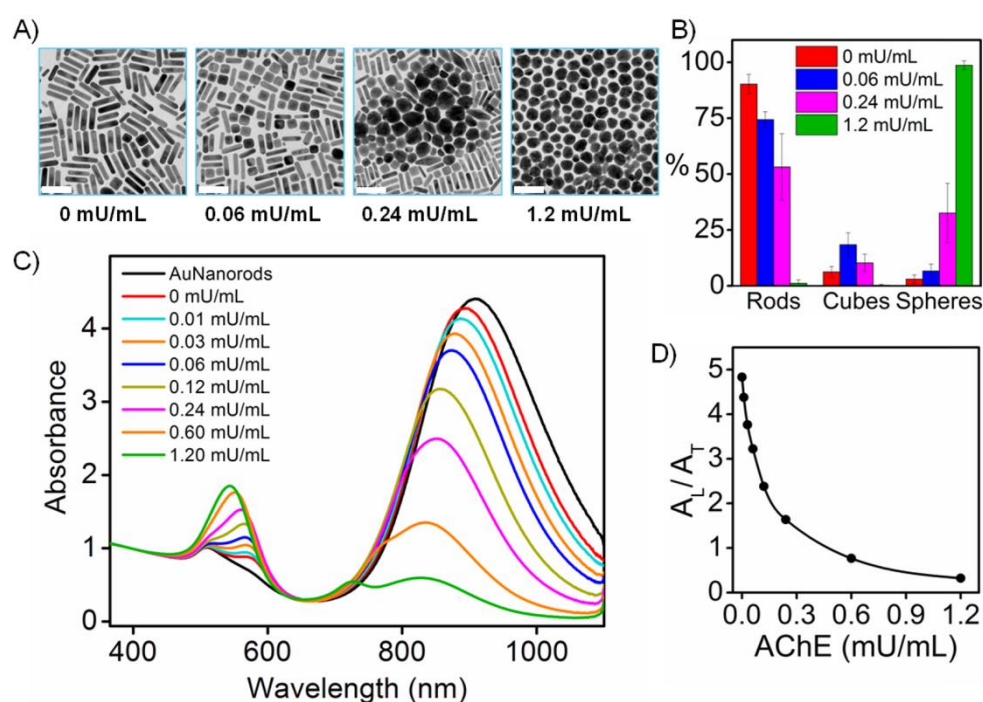 A)
0 mU/mL
0.06 mU/mL
0.24 mU/mL
1.2 mU/mL
B)
100
75
%
50
25
0
0 mU/mL
0.06 mU/mL
0.24 mU/mL
1.2 mU/mL
Rods
Cubes
Spheres
C)
Absorbance
4
3
2
1
0
AuNanorods
0 mU/mL
0.01 mU/mL
0.03 mU/mL
0.06 mU/mL
0.12 mU/mL
0.24 mU/mL
0.60 mU/mL
1.20 mU/mL
400
600
800
1000
Wavelength (nm)
D)
A_L/ A_T
5
4
3
2
1
0
0.0
0.3
0.6
0.9
1.2
AChE (mU/mL)